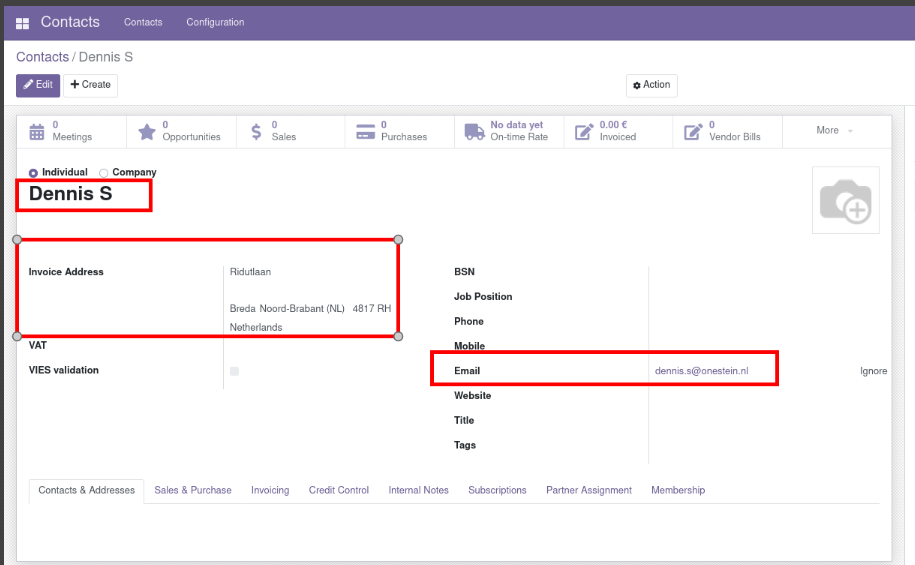 Contacts Contacts Configuration
Contacts / Dennis S
Edit Create Action
0 Meetings
0 Opportunities
0 Sales
0 Purchases
No data yet On-time Rate
0.00 € Invoiced
0 Vendor Bills
More
Individual Company
Dennis S
Invoice Address Ridutlaan
Breda Noord-Brabant (NL) 4817 RH
Netherlands
VAT
VIES validation
BSN
Job Position
Phone
Mobile
Email dennis.s@onestein.nl Ignore
Website
Title
Tags
Contacts & Addresses Sales & Purchase Invoicing Credit Control Internal Notes Subscriptions Partner Assignment Membership